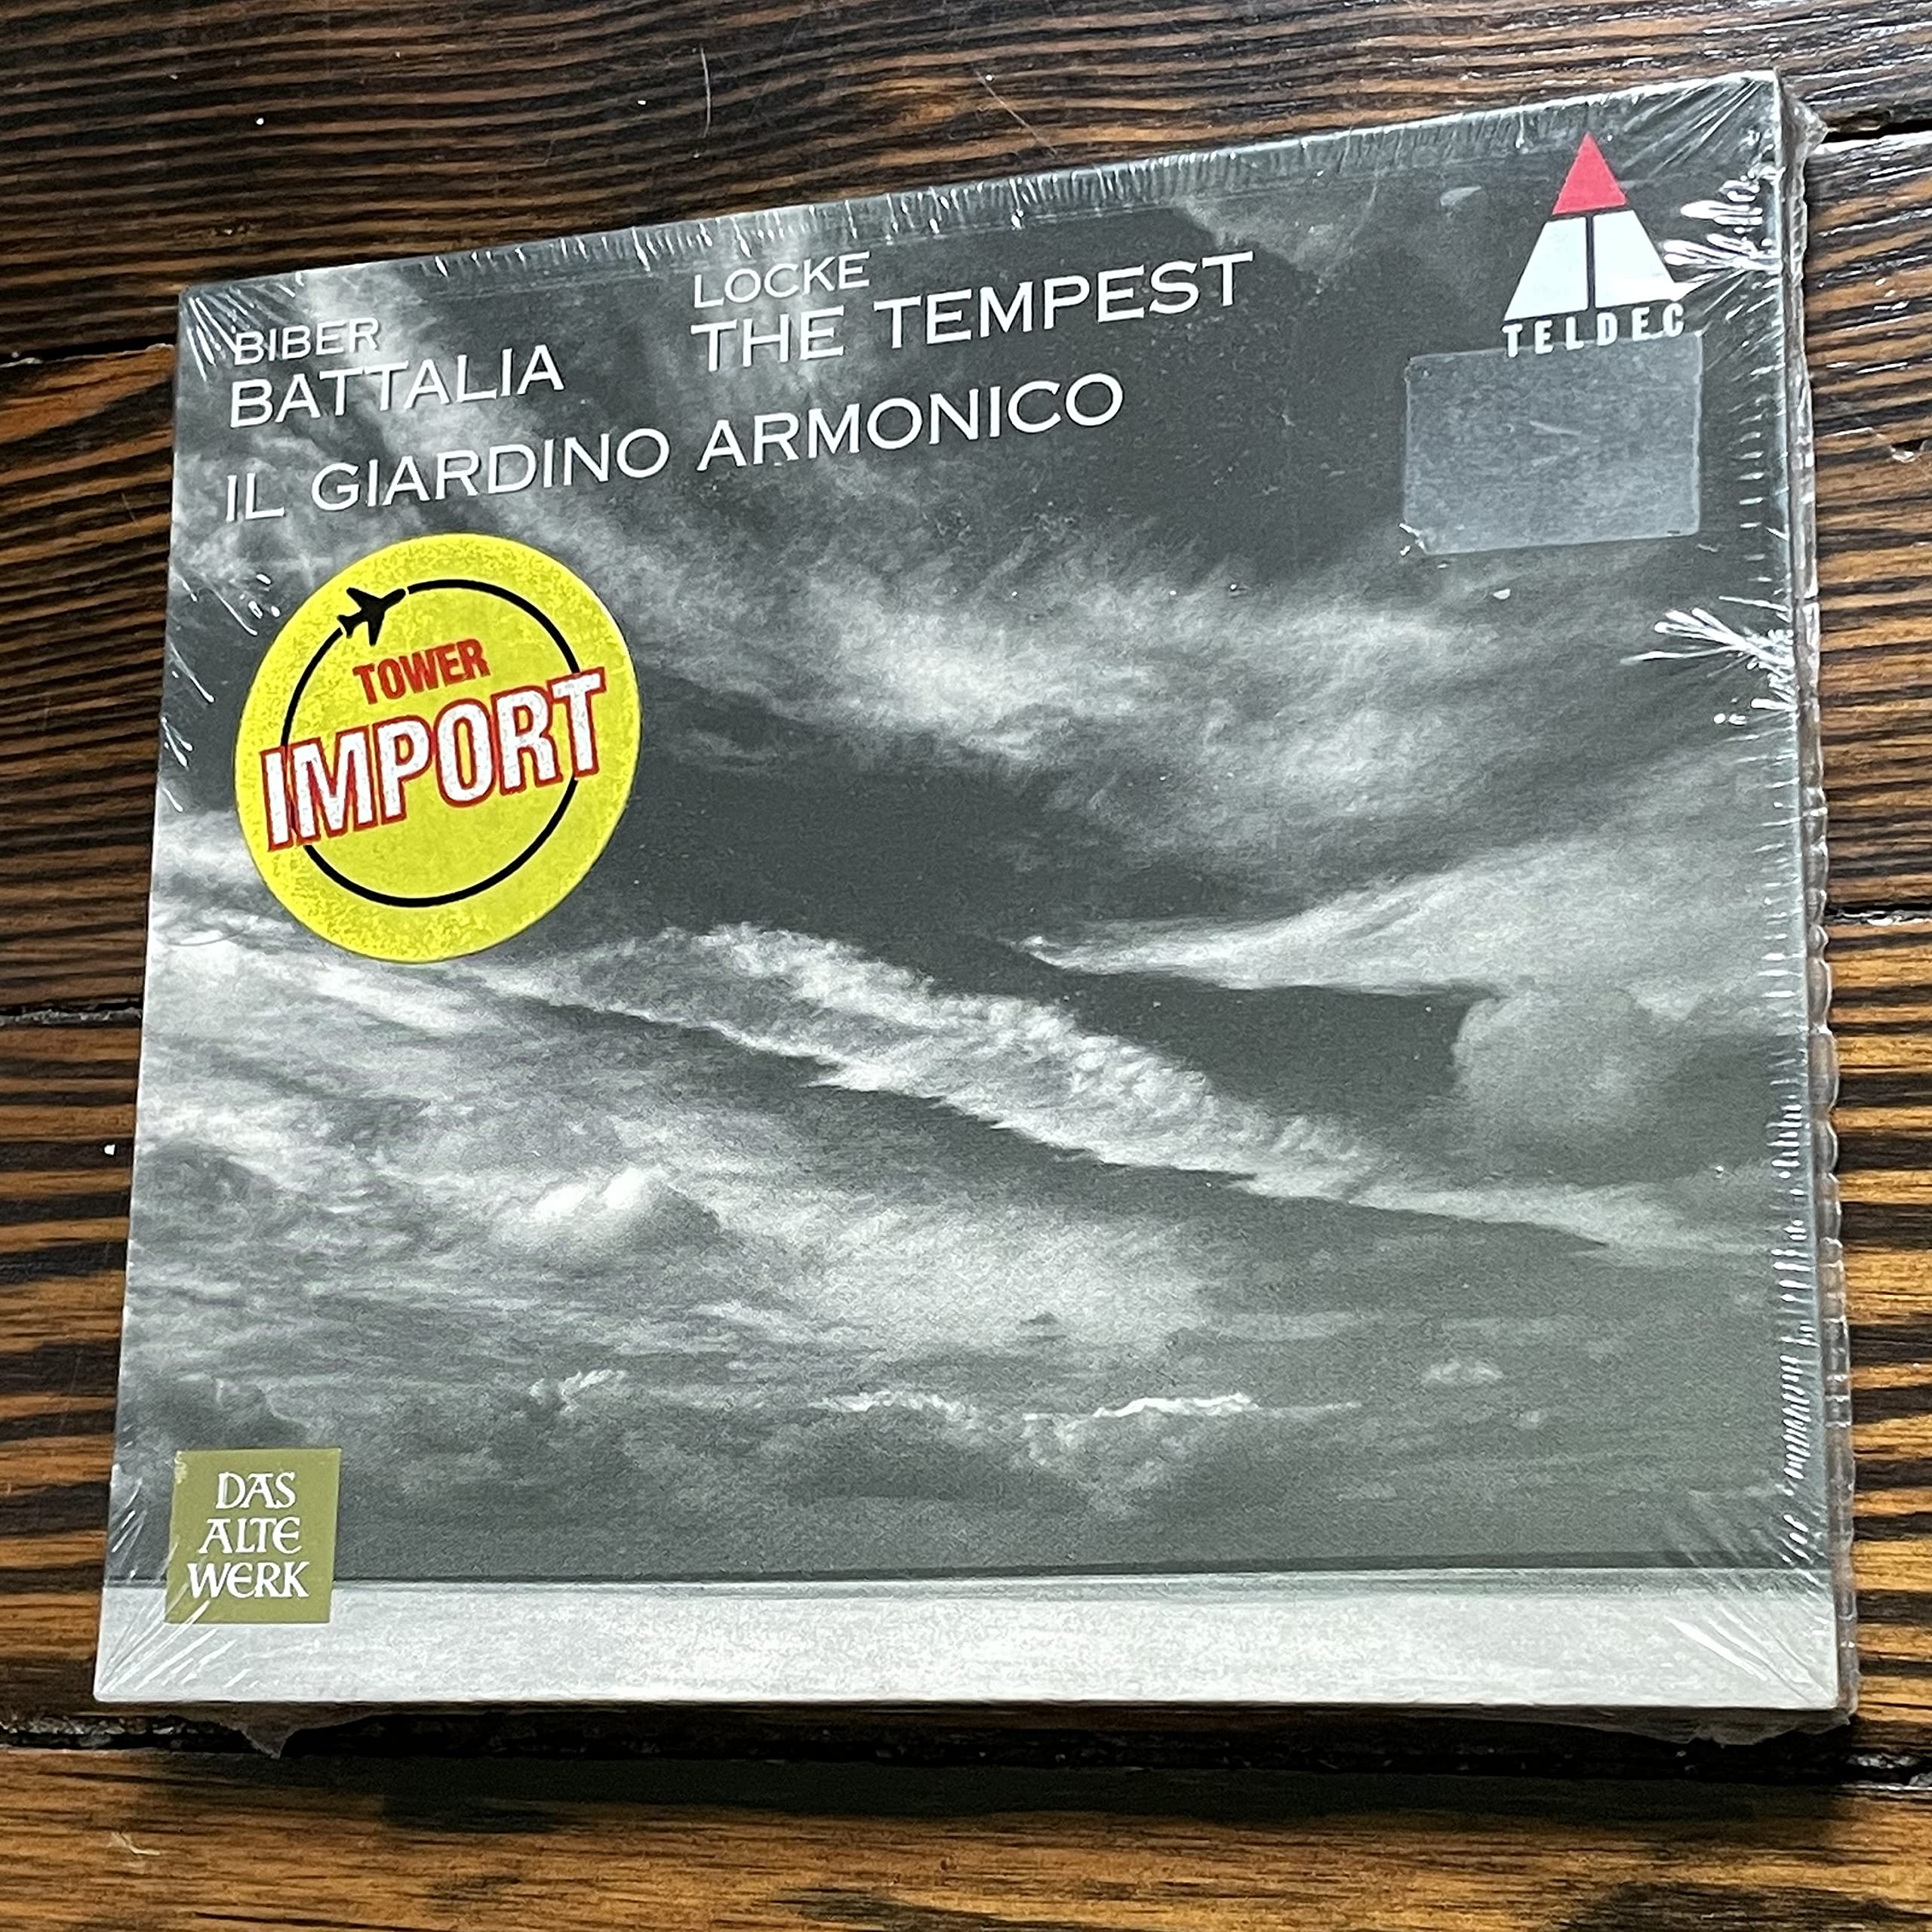 BIBER
BATTALIA
LOCKE
THE TEMPEST
IL GIARDINO ARMONICO
TELDEC
TOWER
IMPORT
DAS
ALTE
WERK